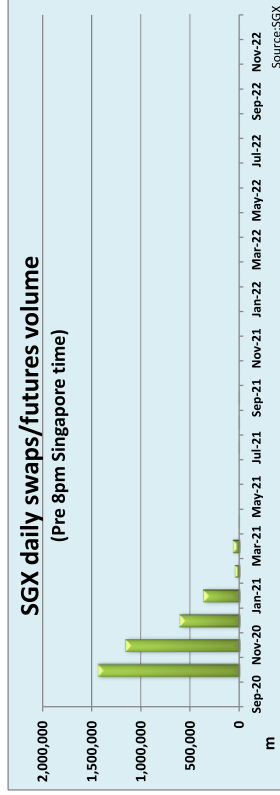 SGX daily swaps/futures volume
(Pre 8pm Singapore time)
2,000,000
1,500,000
1,000,000
500,000
0
m
Sep-20 Nov-20 Jan-21 Mar-21 May-21 Jul-21 Sep-21 Nov-21 Jan-22 Mar-22 May-22 Jul-22 Sep-22 Nov-22
Source:SGX